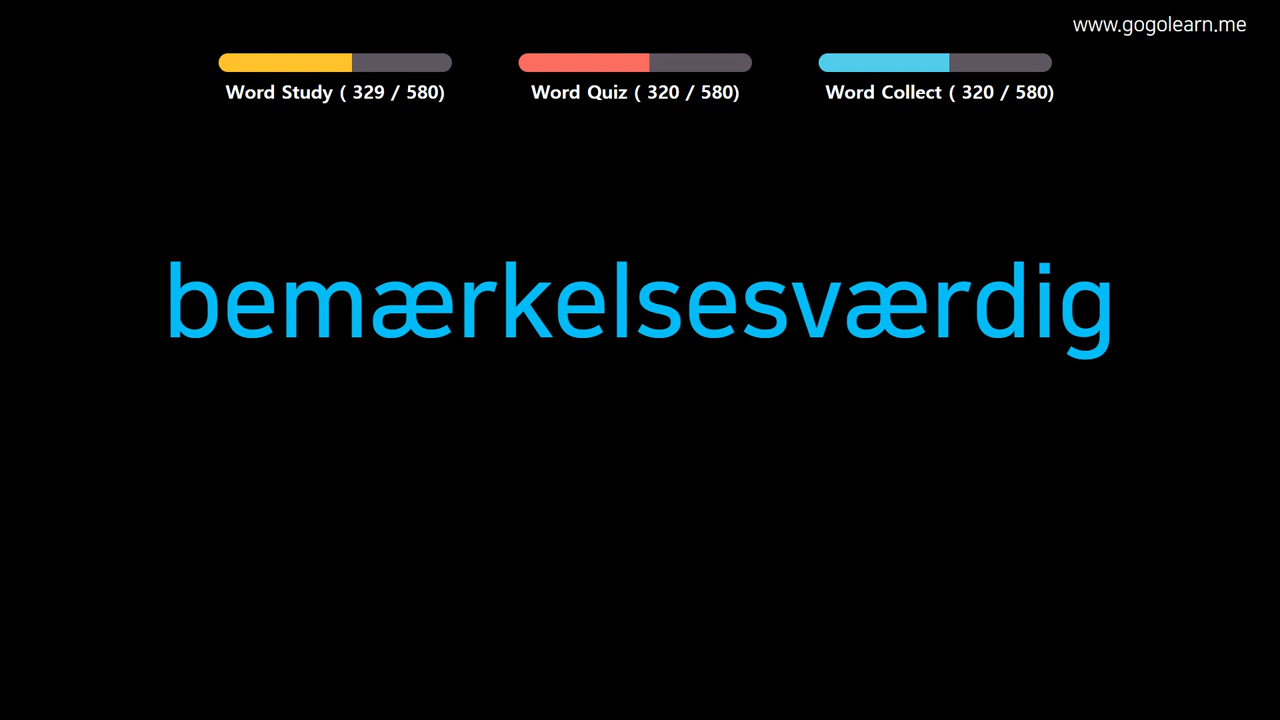 www.gogolearn.me
Word Study ( 329 / 580)
Word Quiz ( 320 / 580)
Word Collect ( 320 / 580)
bemærkelsesværdig